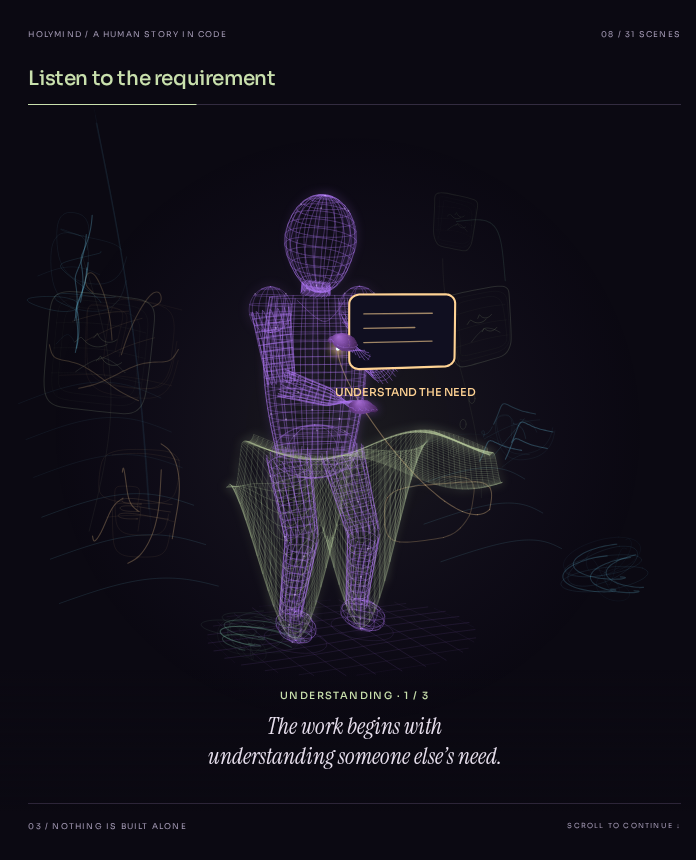 HOLYMIND / A HUMAN STORY IN CODE
08 / 31 SCENES
Listen to the requirement
UNDERSTAND THE NEED
UNDERSTANDING · 1 / 3
The work begins with
understanding someone else’s need.
03 / NOTHING IS BUILT ALONE
SCROLL TO CONTINUE ↓